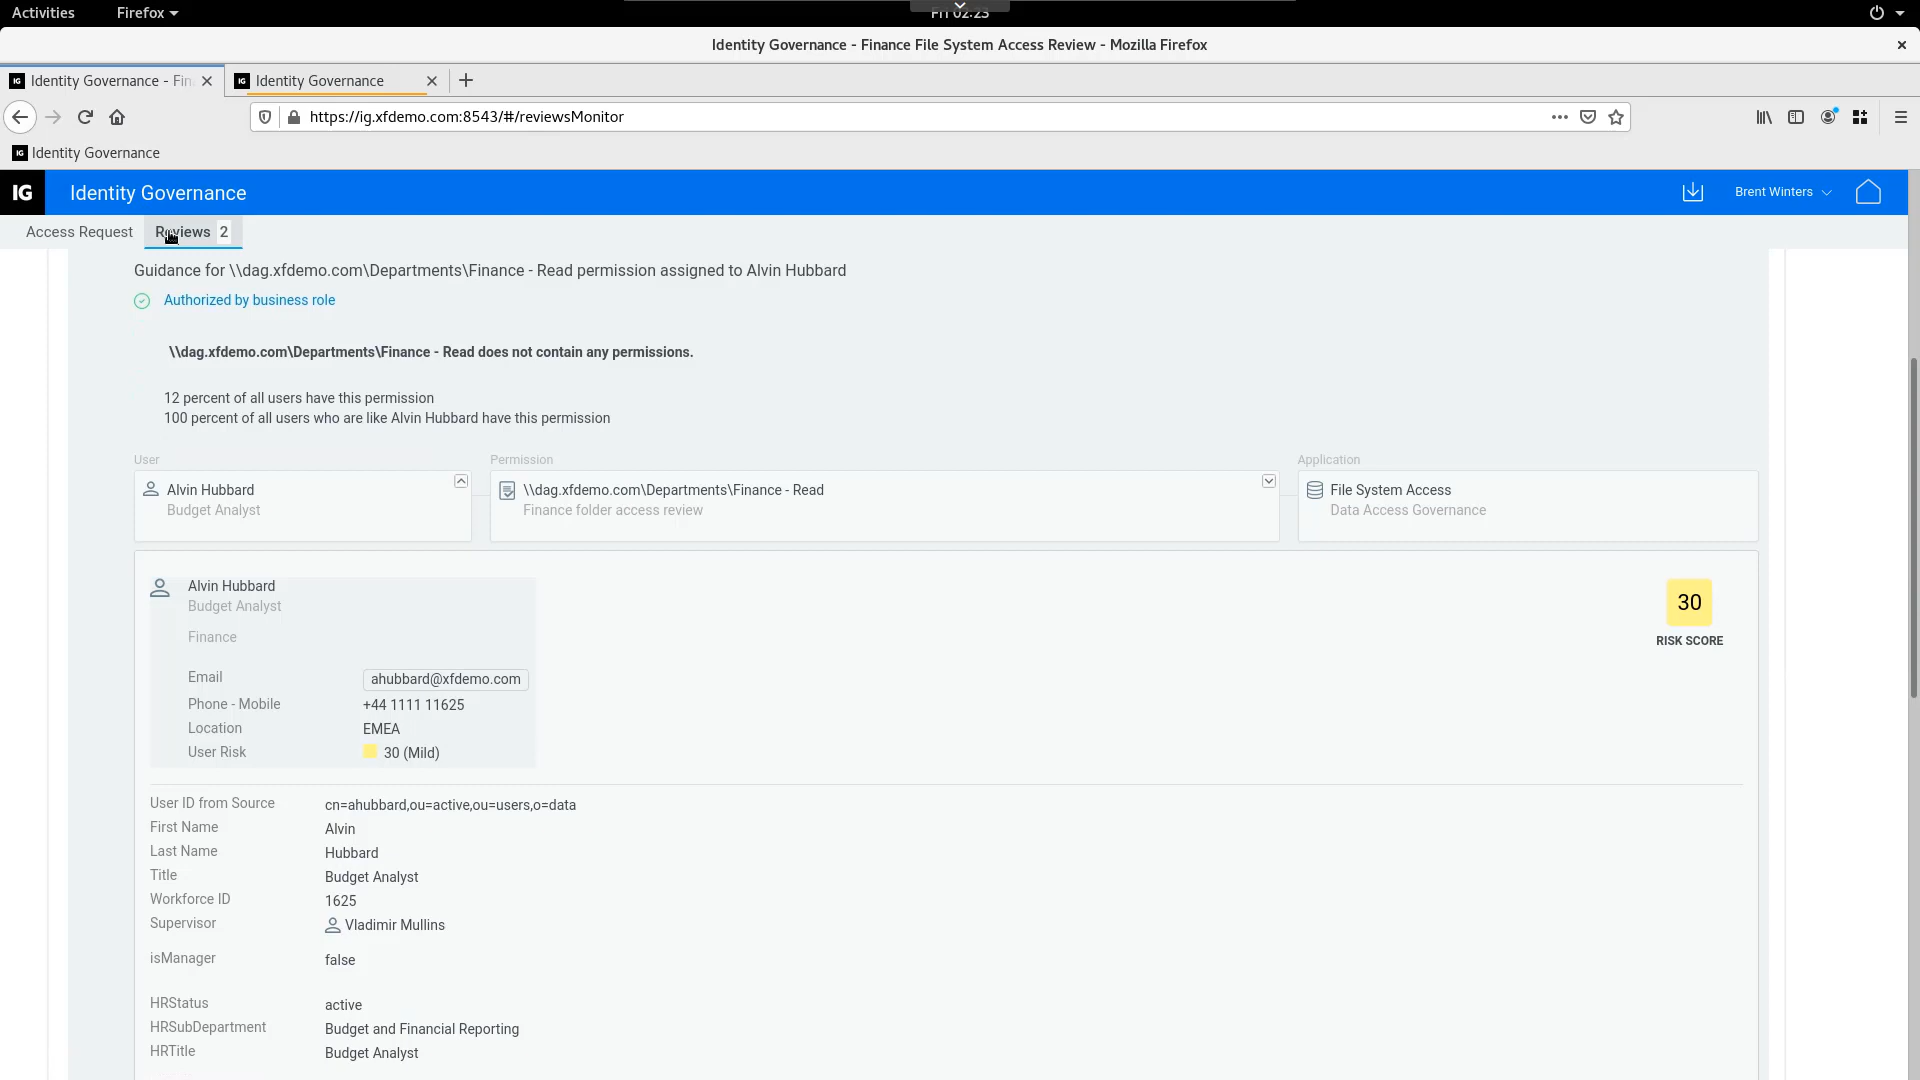 Activities Firefox Fri 02:23
Identity Governance - Finance File System Access Review - Mozilla Firefox
IG Identity Governance - Fin IG Identity Governance
https://ig.xfdemo.com:8543/#/reviewsMonitor
IG Identity Governance
IG Identity Governance Brent Winters
Access Request Reviews 2
Guidance for \\dag.xfdemo.com\Departments\Finance - Read permission assigned to Alvin Hubbard
Authorized by business role
\\dag.xfdemo.com\Departments\Finance - Read does not contain any permissions.
12 percent of all users have this permission
100 percent of all users who are like Alvin Hubbard have this permission
User Permission Application
Alvin Hubbard \\dag.xfdemo.com\Departments\Finance - Read File System Access
Budget Analyst Finance folder access review Data Access Governance
Alvin Hubbard
Budget Analyst
30
Finance
RISK SCORE
Email ahubbard@xfdemo.com
Phone - Mobile +44 1111 11625
Location EMEA
User Risk 30 (Mild)
User ID from Source cn=ahubbard,ou=active,ou=users,o=data
First Name Alvin
Last Name Hubbard
Title Budget Analyst
Workforce ID 1625
Supervisor Vladimir Mullins
isManager false
HRStatus active
HRSubDepartment Budget and Financial Reporting
HRTitle Budget Analyst